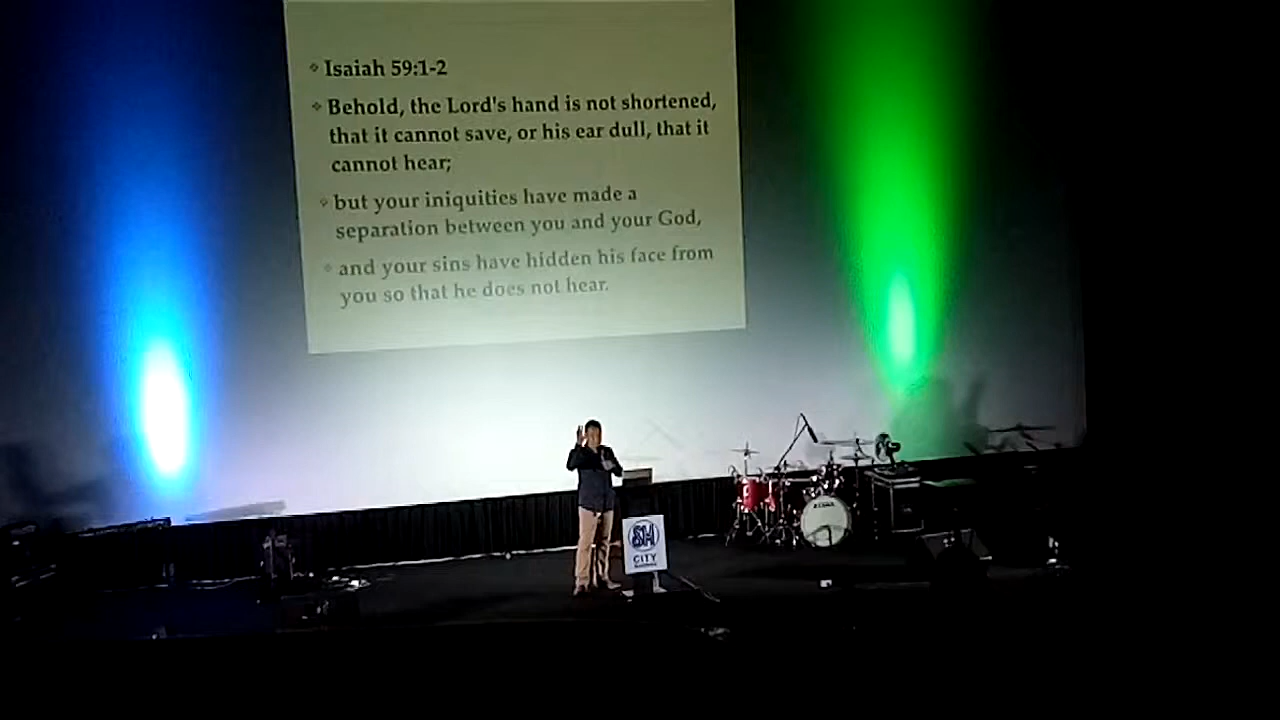 Isaiah 59:1-2
Behold, the Lord's hand is not shortened,
that it cannot save, or his ear dull, that it
cannot hear;
but your iniquities have made a
separation between you and your God,
and your sins have hidden his face from
you so that he does not hear.
SM
CITY
TAMA